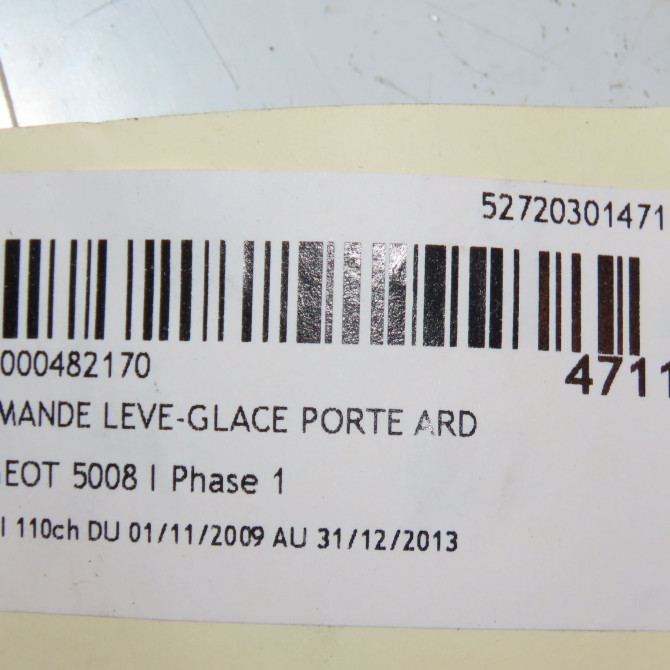 52720301471
000482170
4711
MANDE LEVE-GLACE PORTE ARD
EOT 5008 I Phase 1
I 110ch DU 01/11/2009 AU 31/12/2013